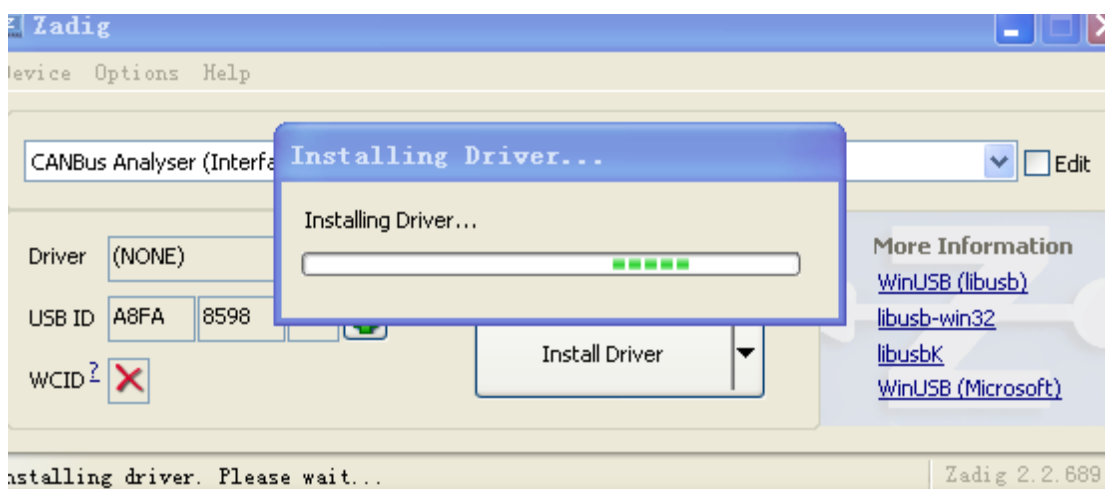 Zadig
Device Options Help
CANBus Analyser (Interfa
Edit
Installing Driver...
Installing Driver...
Driver (NONE)
USB ID A8FA 8598
WCID ?
Install Driver
More Information
WinUSB (libusb)
libusb-win32
libusbK
WinUSB (Microsoft)
nstalling driver. Please wait...
Zadig 2.2.689